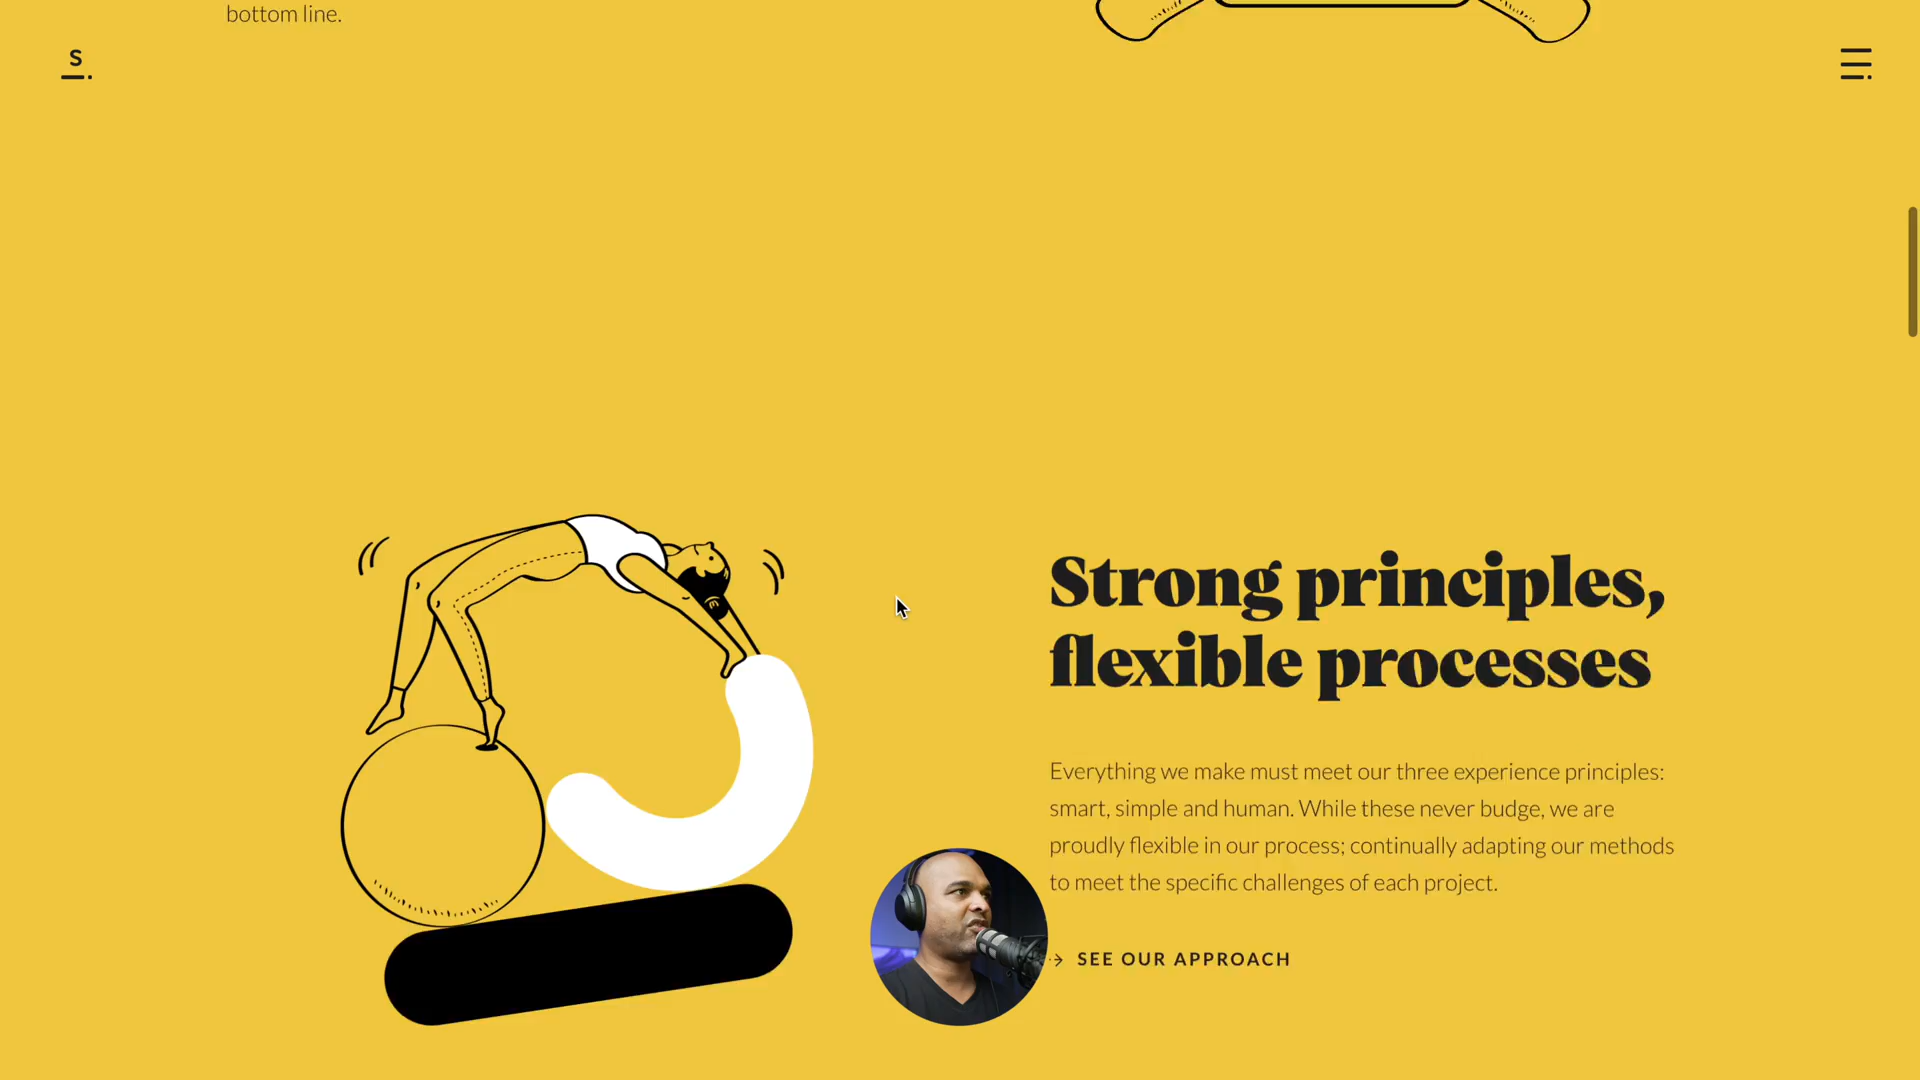 bottom line.
S
Strong principles,
flexible processes
Everything we make must meet our three experience principles:
smart, simple and human. While these never budge, we are
proudly flexible in our process; continually adapting our methods
to meet the specific challenges of each project.
SEE OUR APPROACH